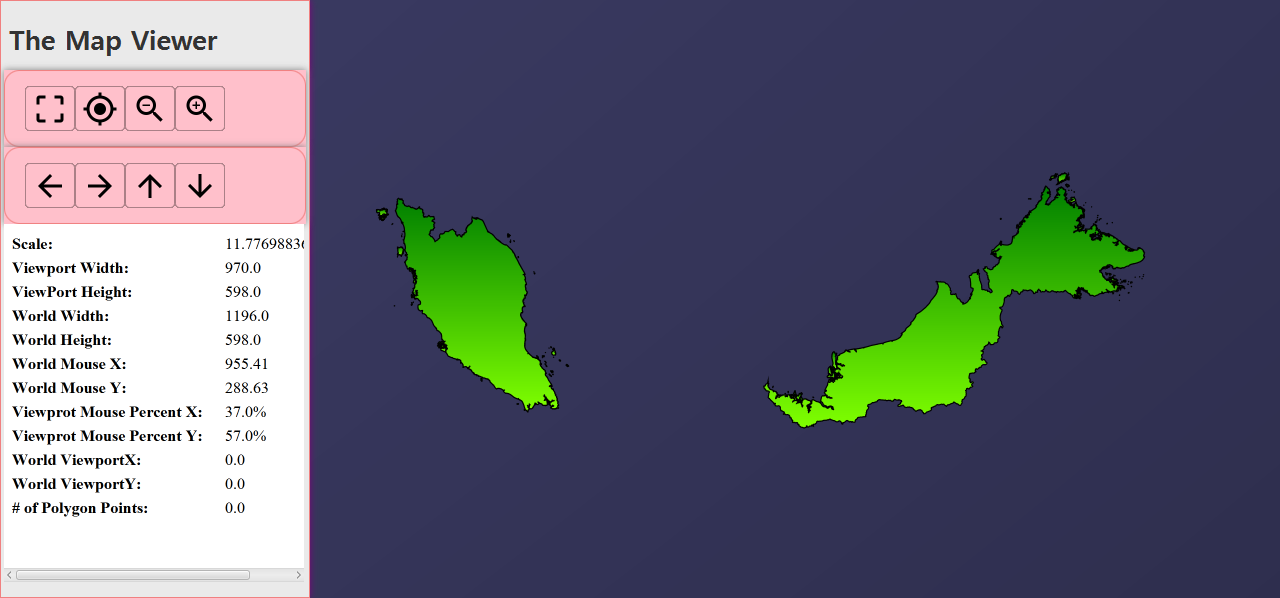 The Map Viewer
Scale: 11.7769883
Viewport Width: 970.0
ViewPort Height: 598.0
World Width: 1196.0
World Height: 598.0
World Mouse X: 955.41
World Mouse Y: 288.63
Viewprot Mouse Percent X: 37.0%
Viewprot Mouse Percent Y: 57.0%
World ViewportX: 0.0
World ViewportY: 0.0
# of Polygon Points: 0.0